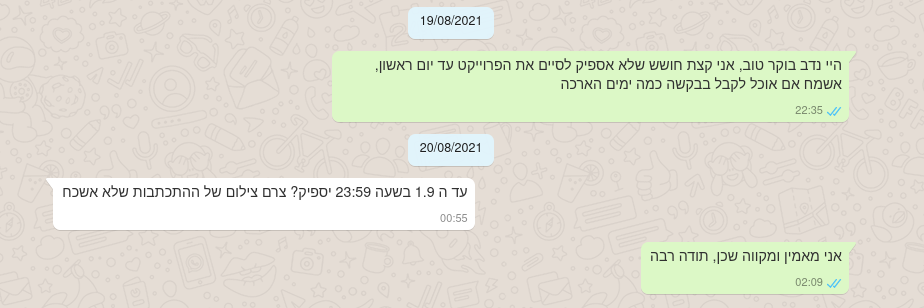 19/08/2021
היי נדב בוקר טוב, אני קצת חושש שלא אספיק לסיים את הפרוייקט עד יום ראשון,
אשמח אם אוכל לקבל בבקשה כמה ימים הארכה
22:35
20/08/2021
עד ה 1.9 בשעה 23:59 יספיק? צרם צילום של ההתכתבות שלא אשכח
00:55
אני מאמין ומקווה שכן, תודה רבה
02:09